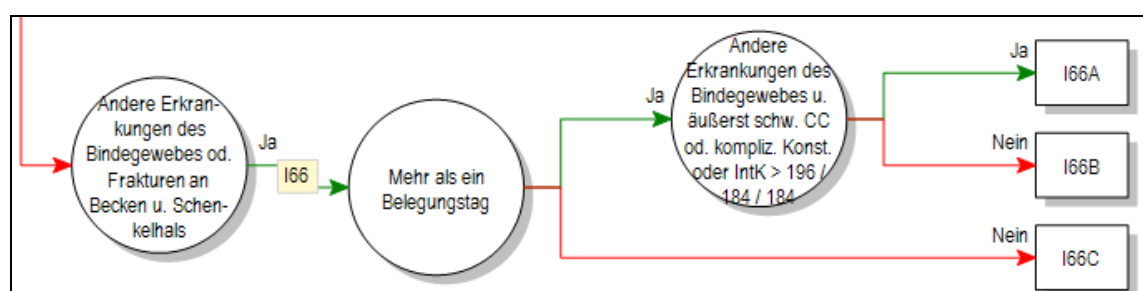 Andere Erkran-
kungen des
Bindegewebes od.
Frakturen an
Becken u. Schen-
kelhals
Ja
I66
Mehr als ein
Belegungstag
Ja
Andere
Erkrankungen des
Bindegewebes u.
äußerst schw. CC
od. kompliz. Konst.
oder IntK > 196 /
184 / 184
Ja
I66A
Nein
I66B
Nein
I66C